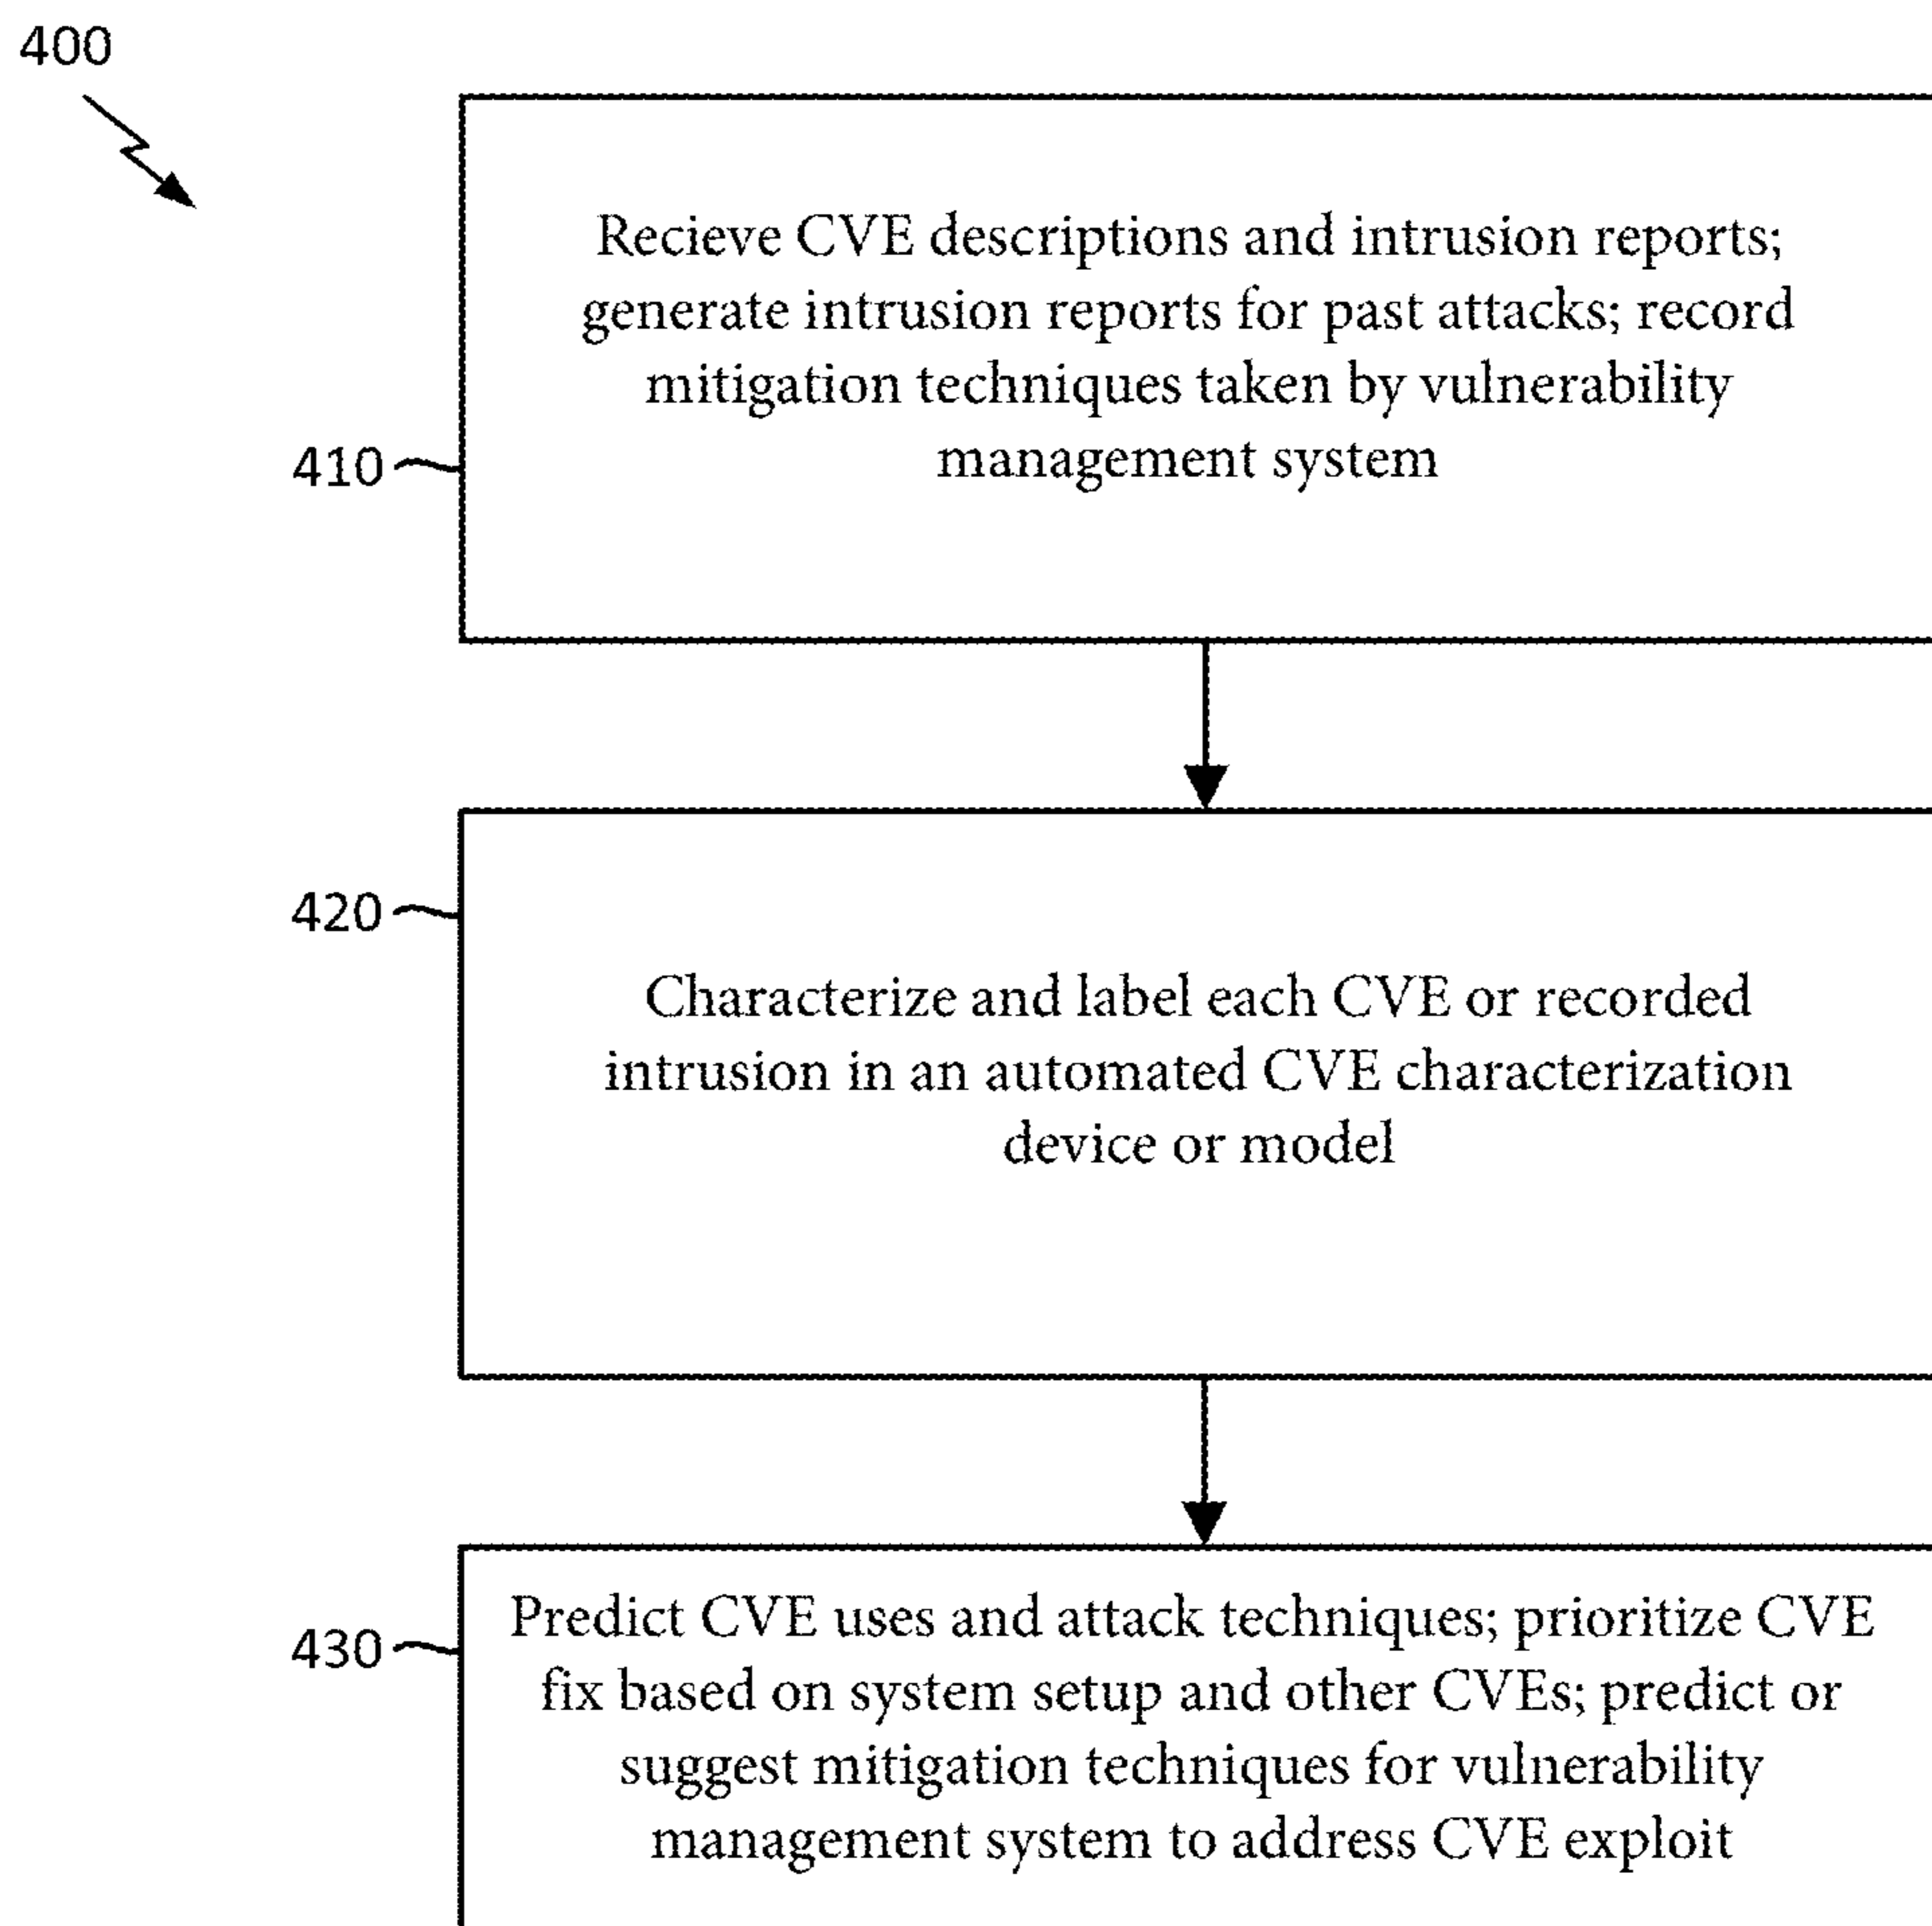 400
Recieve CVE descriptions and intrusion reports;
generate intrusion reports for past attacks; record
mitigation techniques taken by vulnerability
management system
410
420
Characterize and label each CVE or recorded
intrusion in an automated CVE characterization
device or model
430
Predict CVE uses and attack techniques; prioritize CVE
fix based on system setup and other CVEs; predict or
suggest mitigation techniques for vulnerability
management system to address CVE exploit